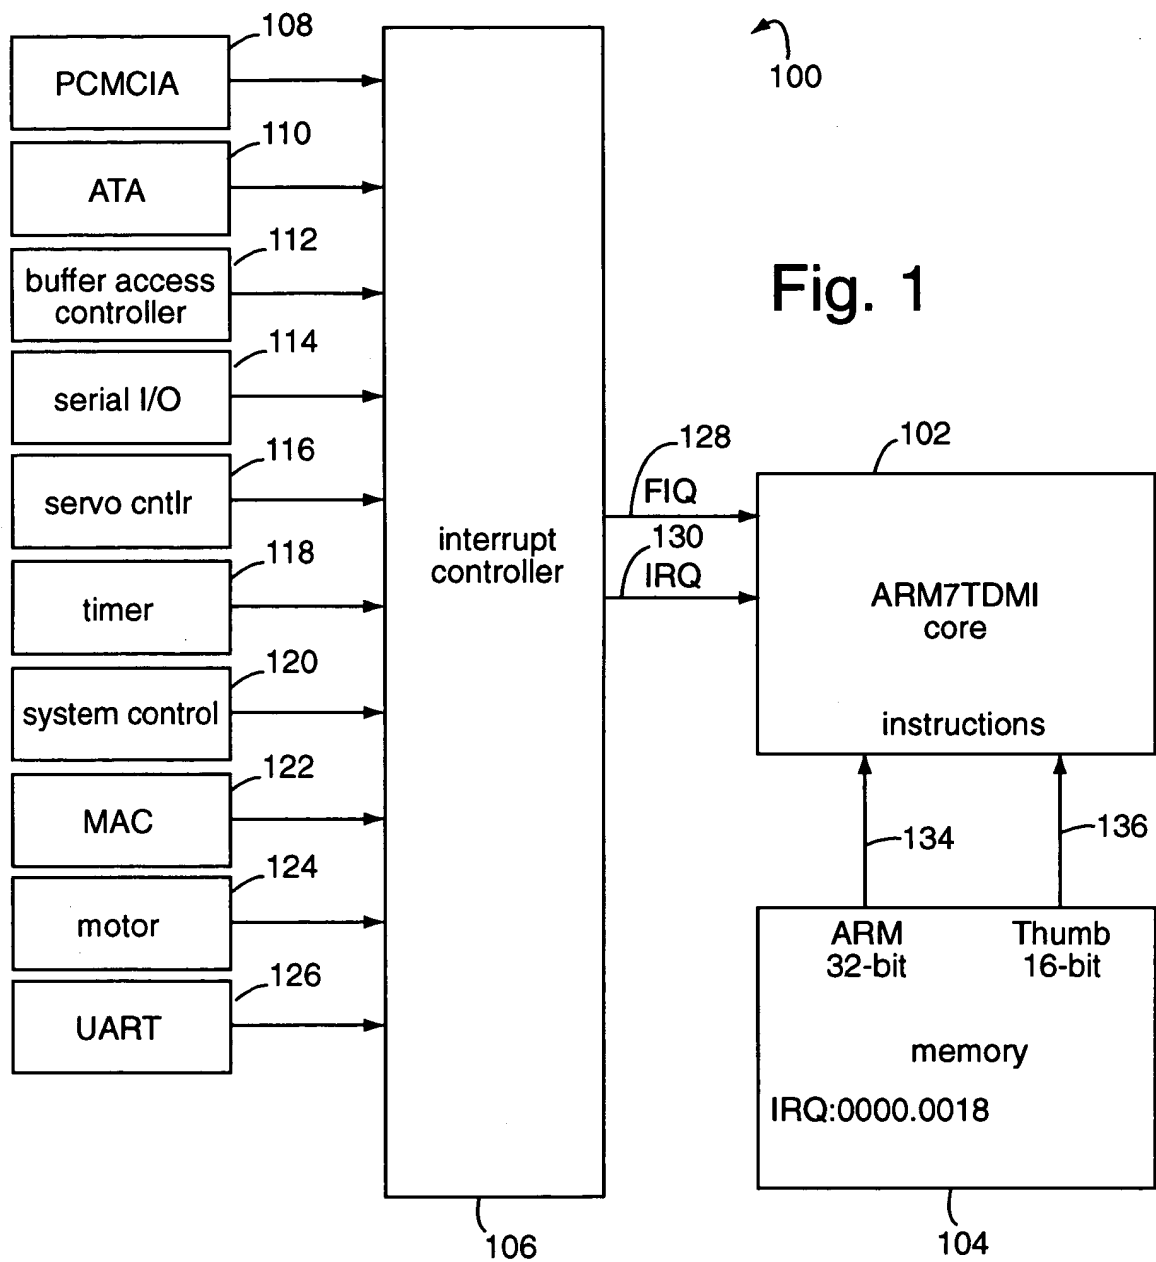 108
PCMCIA
110
ATA
112
buffer access
controller
114
serial I/O
116
servo cntlr
118
timer
120
system control
122
MAC
124
motor
126
UART
interrupt
controller
106
100
Fig. 1
128
FIQ
130
IRQ
102
ARM7TDMI
core
instructions
134
136
ARM
32-bit
Thumb
16-bit
memory
IRQ:0000.0018
104